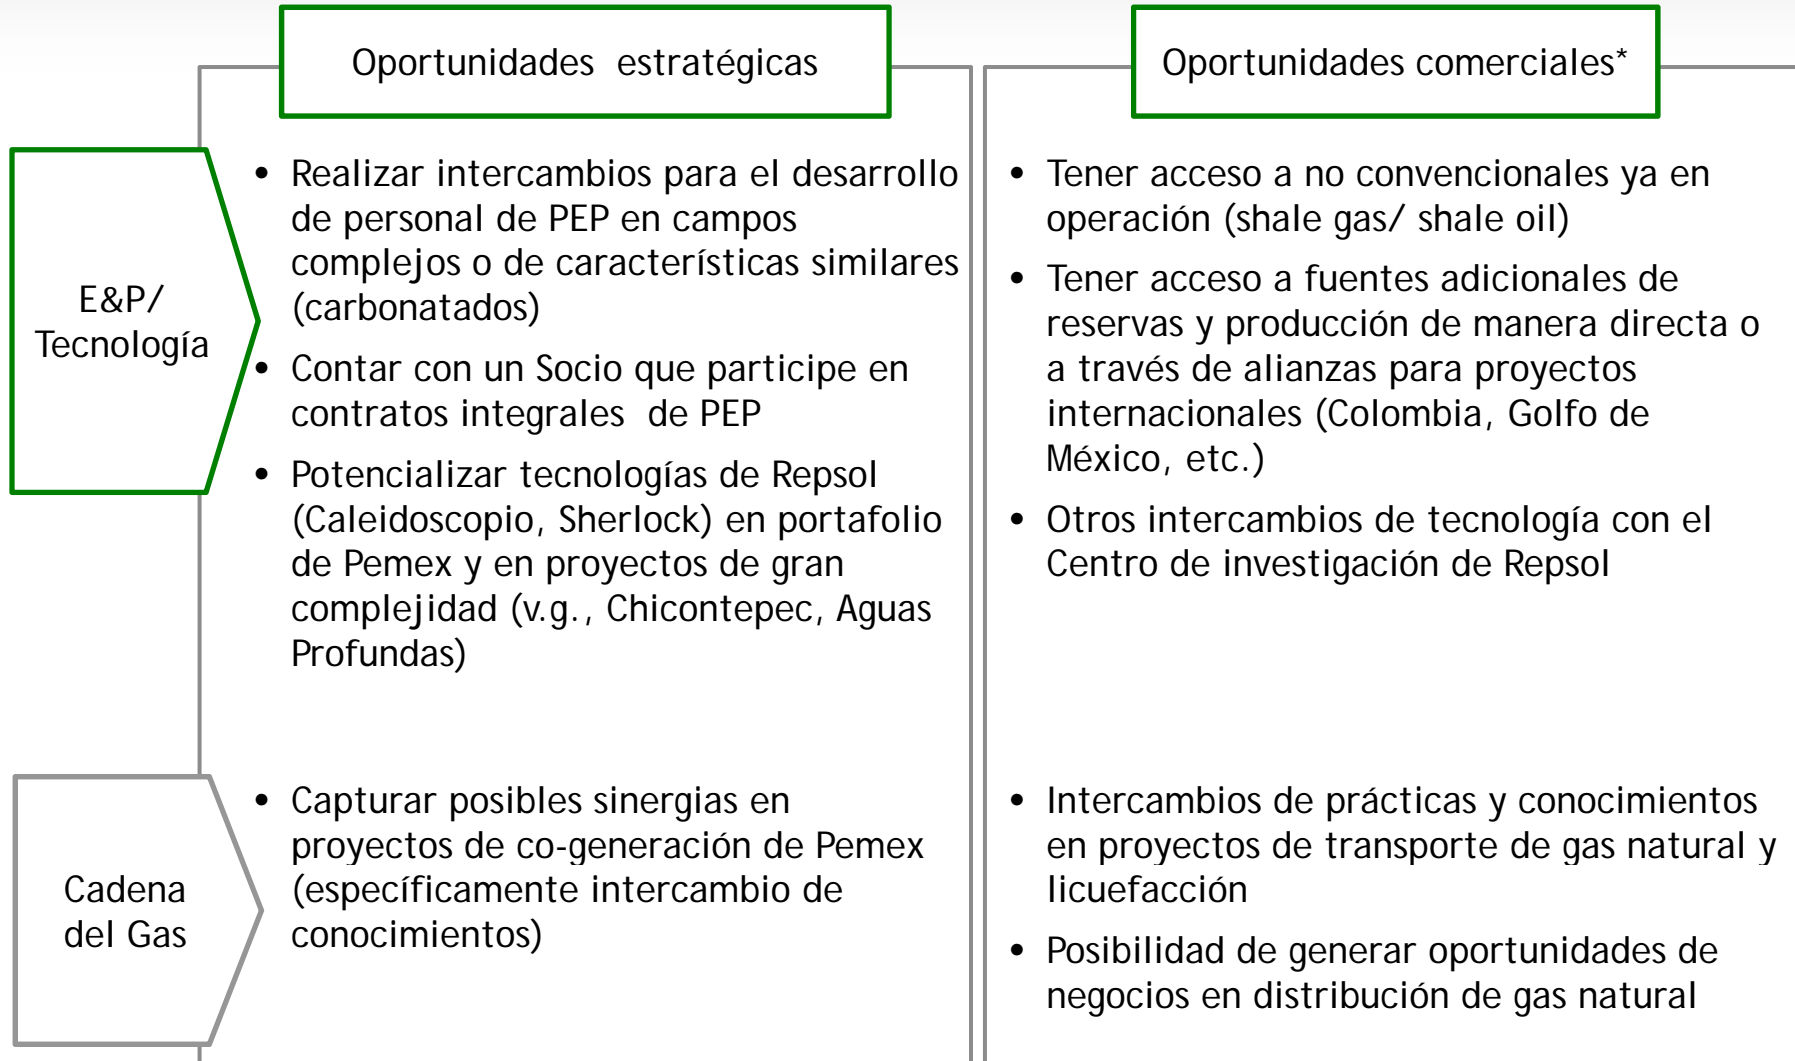 Oportunidades estratégicas
Oportunidades comerciales*
E&P/
Tecnología
• Realizar intercambios para el desarrollo
de personal de PEP en campos
complejos o de características similares
(carbonatados)
• Contar con un Socio que participe en
contratos integrales de PEP
• Potencializar tecnologías de Repsol
(Caleidoscopio, Sherlock) en portafolio
de Pemex y en proyectos de gran
complejidad (v.g., Chicontepec, Aguas
Profundas)
• Tener acceso a no convencionales ya en
operación (shale gas/ shale oil)
• Tener acceso a fuentes adicionales de
reservas y producción de manera directa o
a través de alianzas para proyectos
internacionales (Colombia, Golfo de
México, etc.)
• Otros intercambios de tecnología con el
Centro de investigación de Repsol
Cadena
del Gas
• Capturar posibles sinergias en
proyectos de co-generación de Pemex
(específicamente intercambio de
conocimientos)
• Intercambios de prácticas y conocimientos
en proyectos de transporte de gas natural y
licuefacción
• Posibilidad de generar oportunidades de
negocios en distribución de gas natural